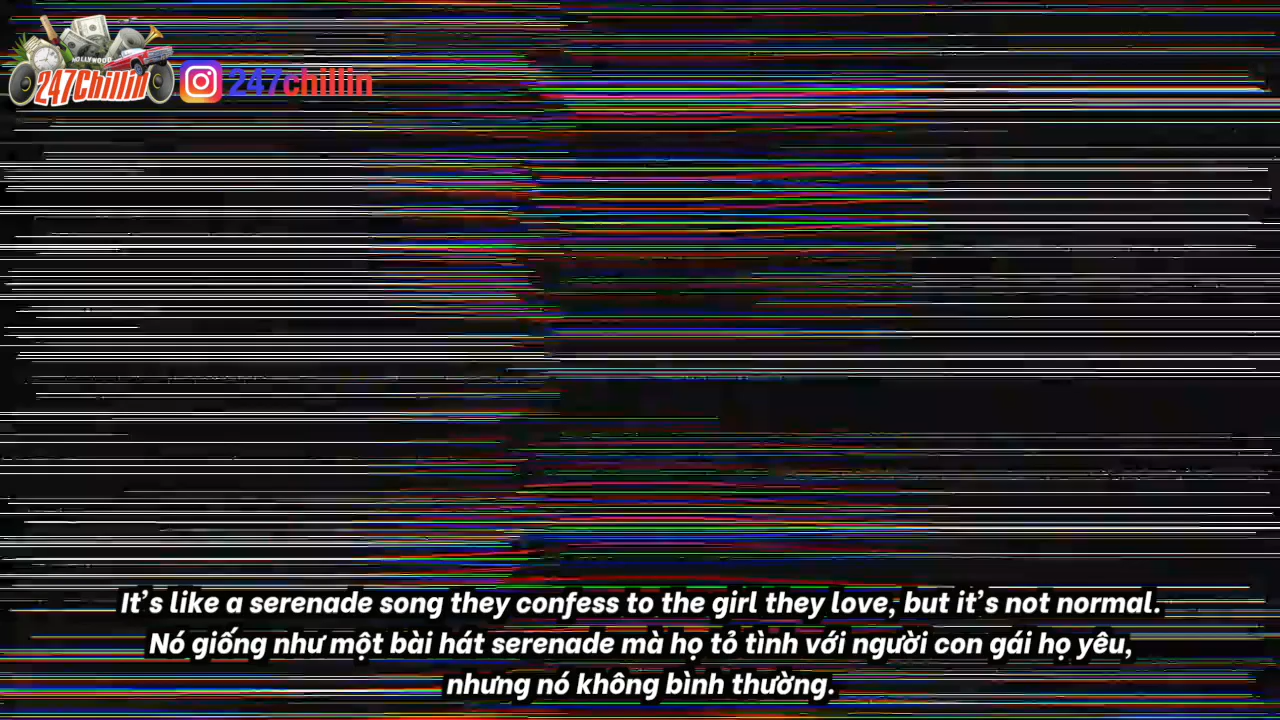 HOLLYWOOD
247Chillin
247chillin
It's like a serenade song they confess to the girl they love, but it's not normal.
Nó giống như một bài hát serenade mà họ tỏ tình với người con gái họ yêu,
nhưng nó không bình thường.